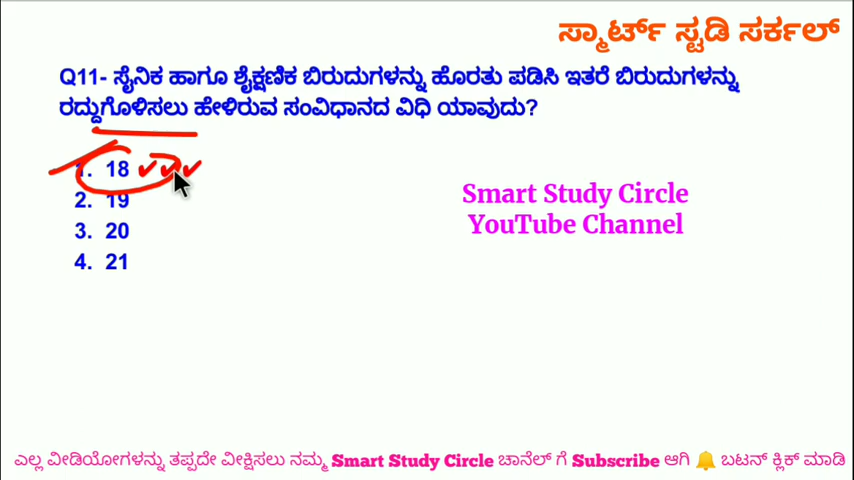 ಸ್ಮಾರ್ಟ್ ಸ್ಟಡಿ ಸರ್ಕಲ್
Q11- ಸೈನಿಕ ಹಾಗೂ ಶೈಕ್ಷಣಿಕ ಬಿರುದುಗಳನ್ನು ಹೊರತು ಪಡಿಸಿ ಇತರೆ ಬಿರುದುಗಳನ್ನು
ರದ್ದುಗೊಳಿಸಲು ಹೇಳಿರುವ ಸಂವಿಧಾನದ ವಿಧಿ ಯಾವುದು?
1. 18
2. 19
3. 20
4. 21
Smart Study Circle
YouTube Channel
ಎಲ್ಲ ವೀಡಿಯೋಗಳನ್ನು ತಪ್ಪದೇ ವೀಕ್ಷಿಸಲು ನಮ್ಮ Smart Study Circle ಚಾನೆಲ್ ಗೆ Subscribe ಆಗಿ 🔔 ಬಟನ್ ಕ್ಲಿಕ್ ಮಾಡಿ